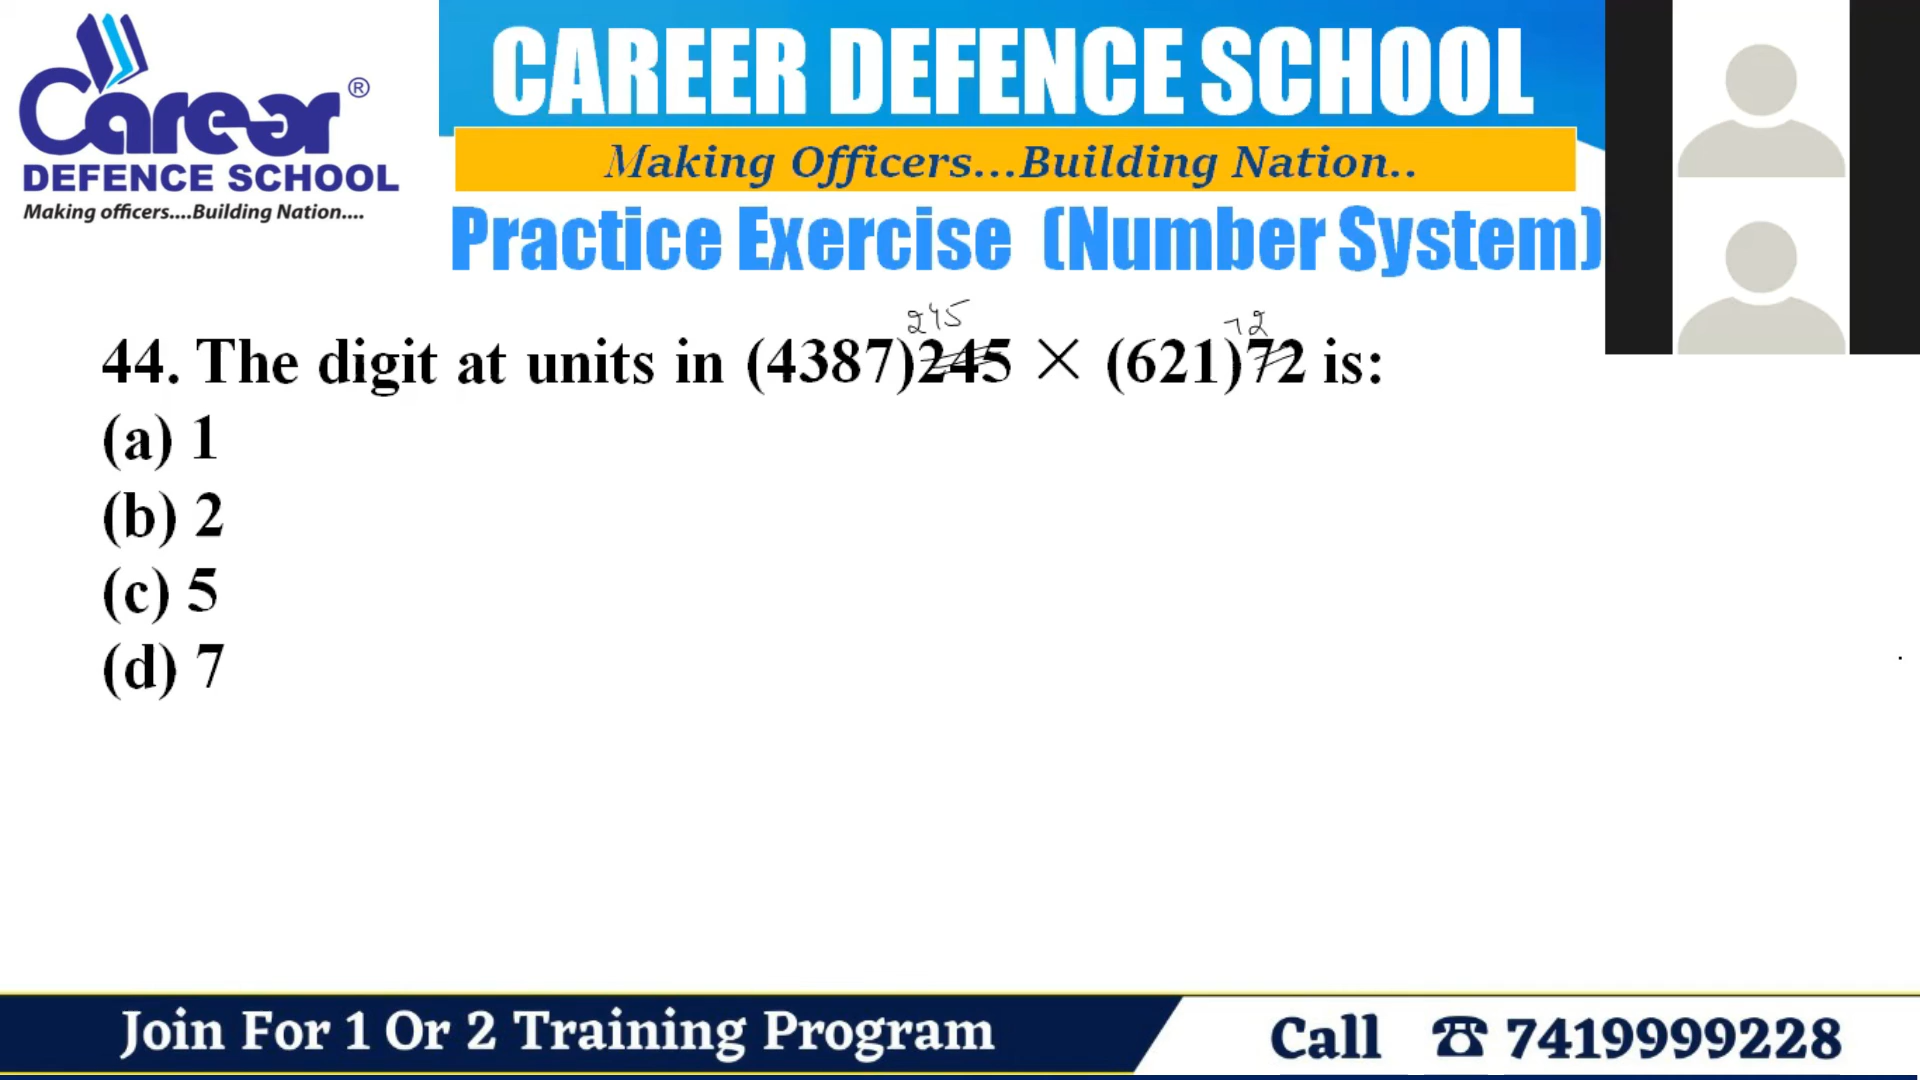 Career ®
DEFENCE SCHOOL
Making officers....Building Nation....
CAREER DEFENCE SCHOOL
Making Officers...Building Nation..
Practice Exercise (Number System)
245 72
44. The digit at units in (4387)245 × (621)72 is:
(a) 1
(b) 2
(c) 5
(d) 7
Join For 1 Or 2 Training Program
Call ☎ 7419999228